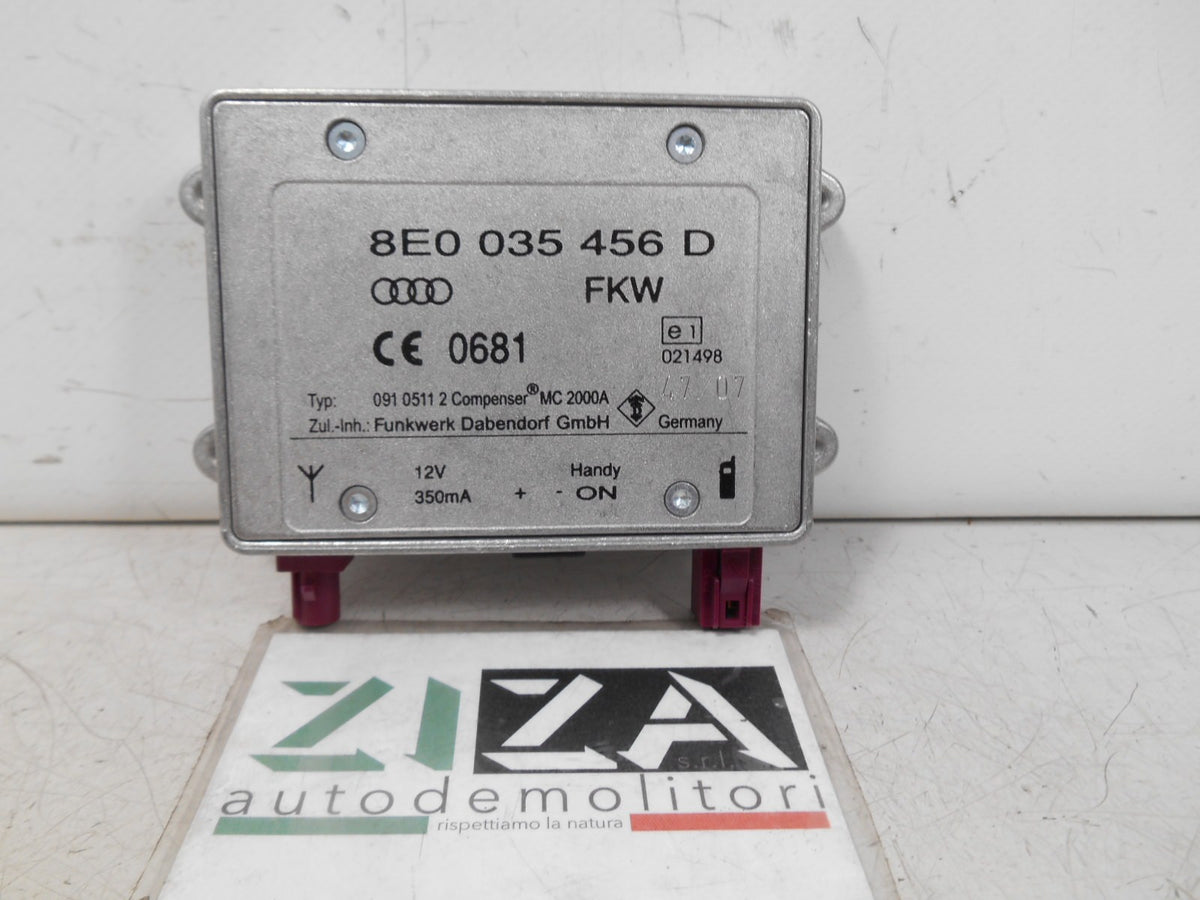 8E0 035 456 D
FKW
CE 0681
e1
021498
47 07
Typ: 091 0511 2 Compenser® MC 2000A
Zul.-Inh.: Funkwerk Dabendorf GmbH Germany
12V Handy
350mA + - ON
ZIZA
s.r.l.
autodemolitori
rispettiamo la natura